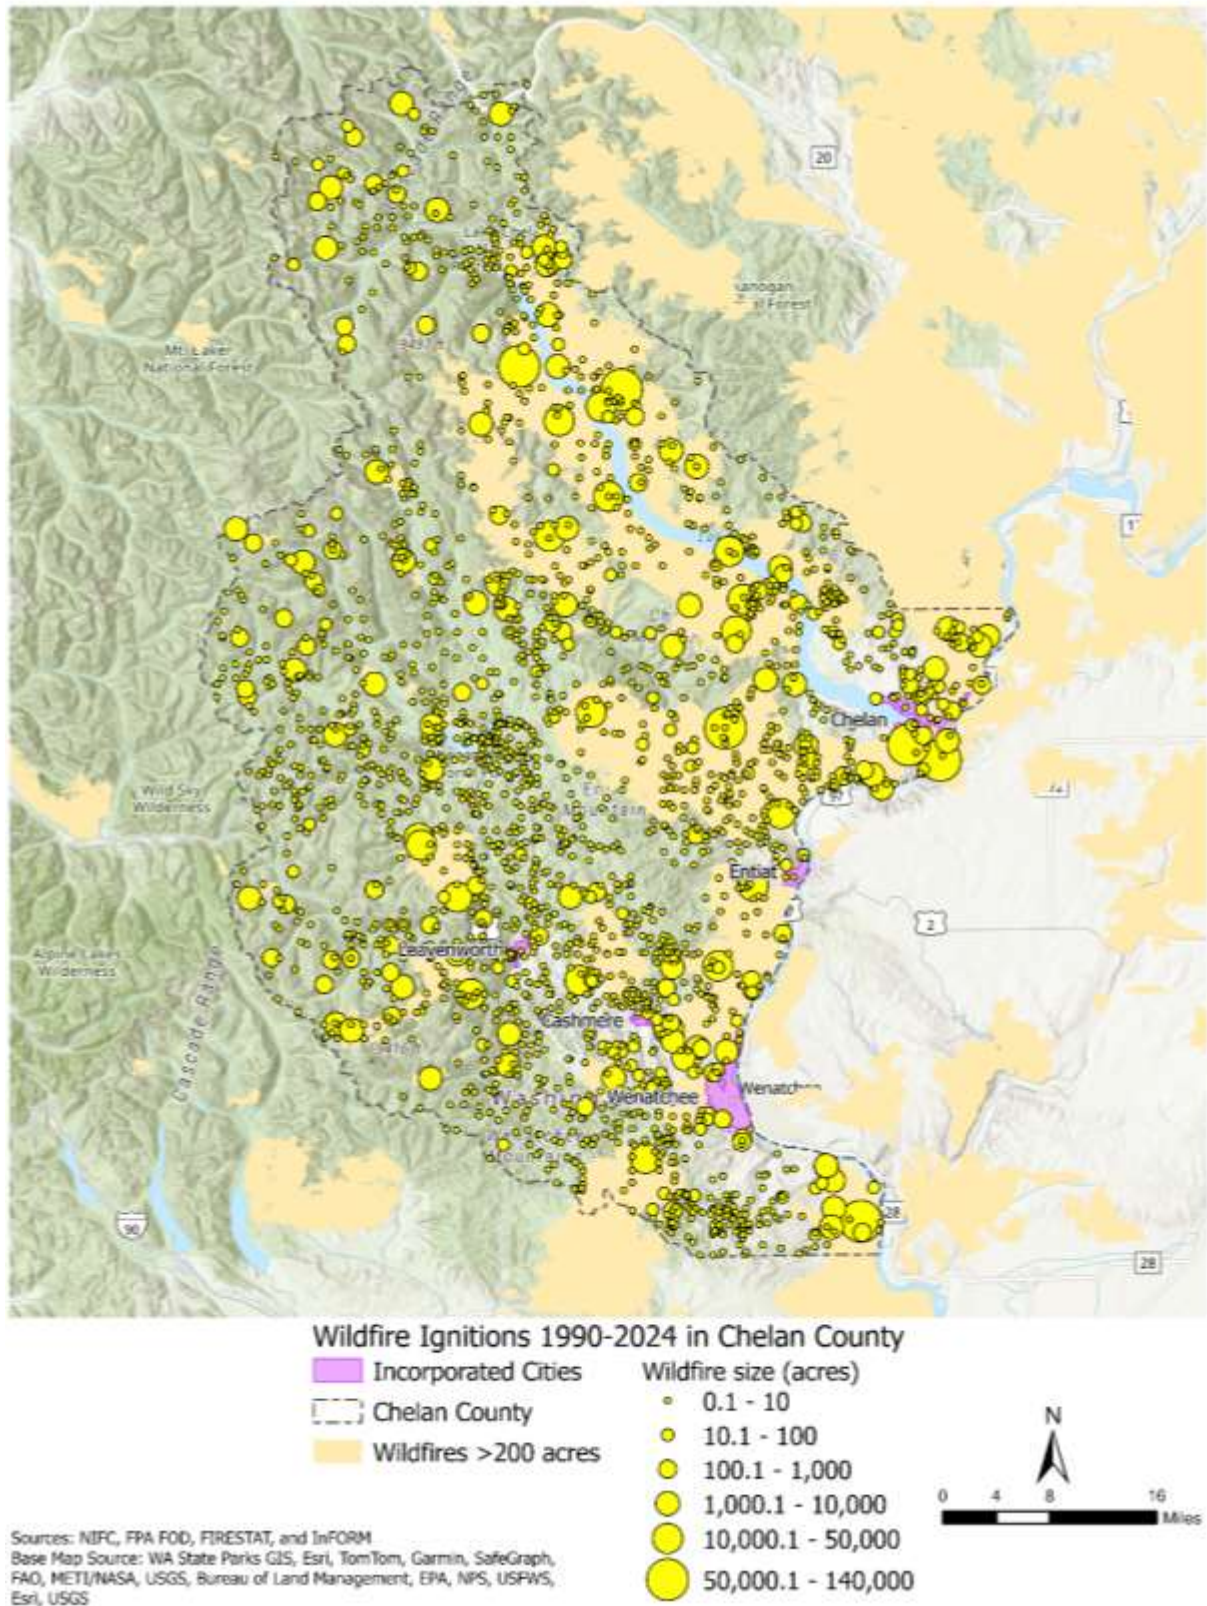 20
Mt. Baker
National Forest
Wild Sky
Wilderness
Chelan
97
Mountain
Entiat
2
Leavenworth
Alpine Lakes
Wilderness
Cascade Range
Cashmere
Wenatchee
90
28
28
Wildfire Ignitions 1990-2024 in Chelan County
Incorporated Cities
Chelan County
Wildfires >200 acres
Wildfire size (acres)
0.1 - 10
10.1 - 100
100.1 - 1,000
1,000.1 - 10,000
10,000.1 - 50,000
50,000.1 - 140,000
N
0 4 8 16
Miles
Sources: NIFC, FPA FOD, FIRESTAT, and InFORM
Base Map Source: WA State Parks GIS, Esri, TomTom, Garmin, SafeGraph,
FAO, METI/NASA, USGS, Bureau of Land Management, EPA, NPS, USFWS,
Esri, USGS